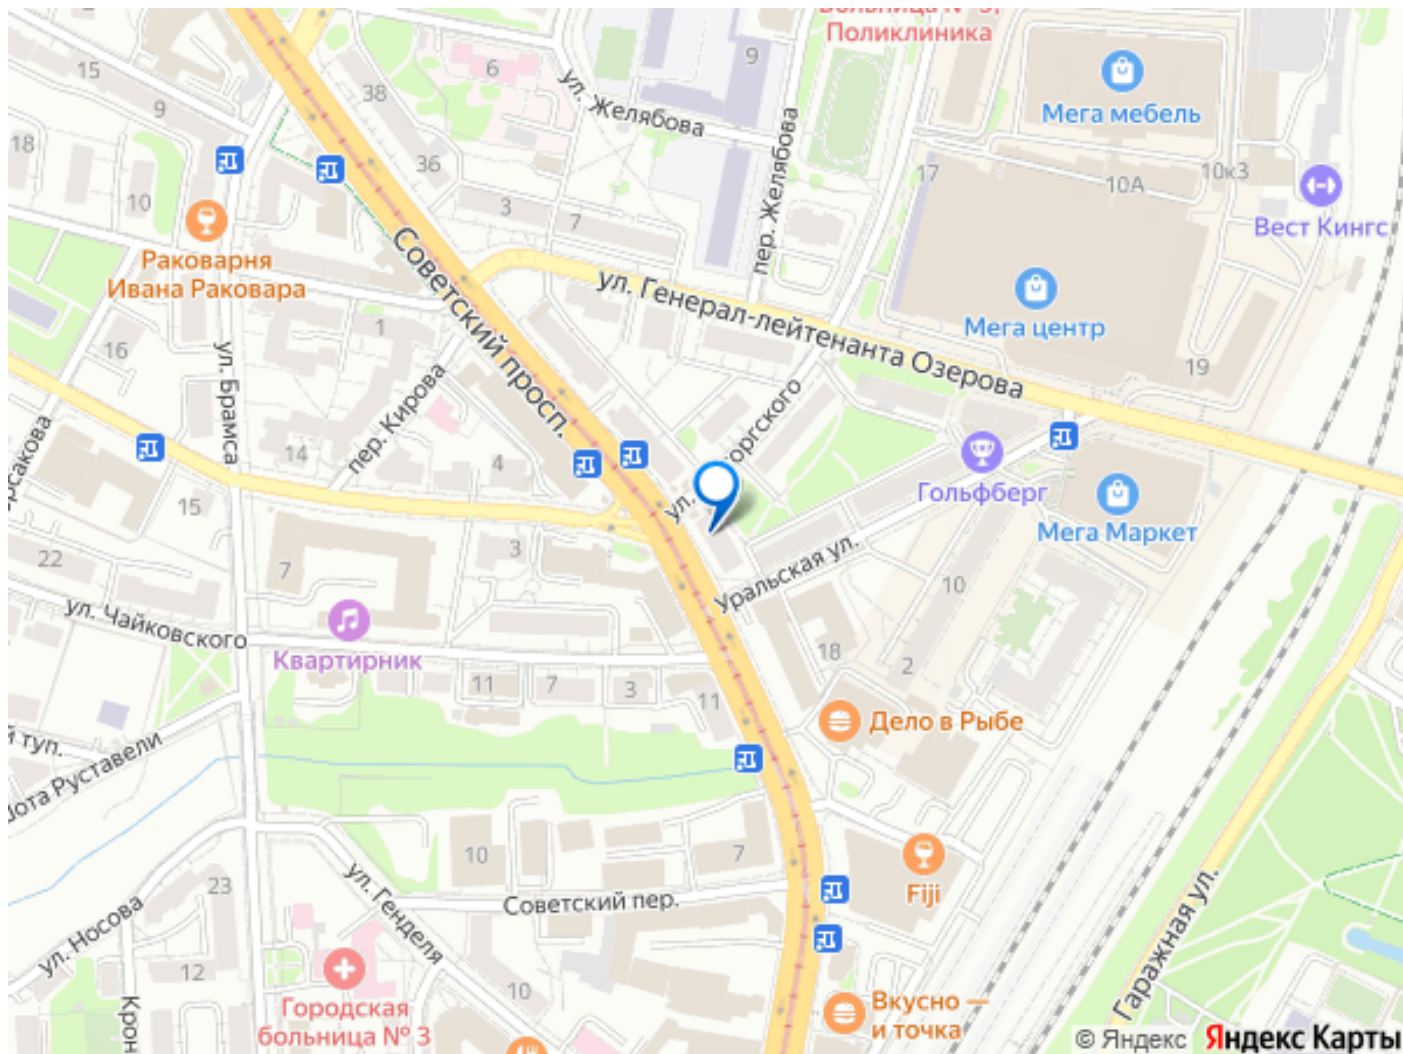 Поликлиника
6
9
15
38
Мега мебель
9
ул. Желябова
пер. Желябова
18
36
17
10А
10к3
10
3
7
Вест Кингс
Раковарня
Ивана Раковара
Советский просп.
ул. Генерал-лейтенанта Озерова
Мега центр
1
16
ул. Брамса
пер. Кирова
19
14
4
ул.
Гольфберг
15
Мега Маркет
22
7
3
Уральская ул.
10
ул. Чайковского
Квартирник
18
2
11
7
3
11
Дело в Рыбе
туп.
Шота Руставели
10
7
Fiji
23
ул. Генделя
Советский пер.
ул. Носова
Гаражная ул.
12
10
Городская
больница № 3
Вкусно —
и точка
Крон
© Яндекс Яндекс Карты